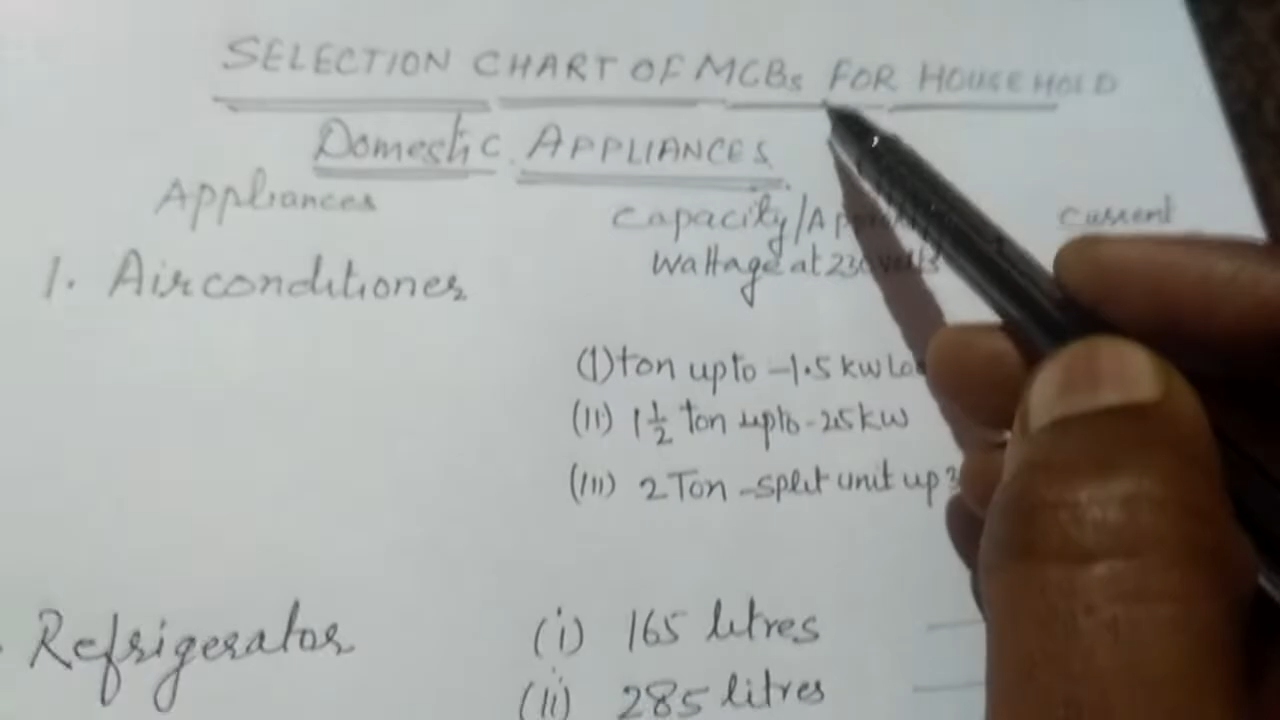 SELECTION CHART OF MCBs FOR HOUSEHOLD
Domestic APPLIANCES
Appliances Capacity/A current
Wattage at 230 volts
1. Airconditioner
(I) ton upto -1.5 KW
(II) 1 1/2 Ton upto - 2.5 KW
(III) 2 Ton -split unit up
Refrigerator (i) 165 litres
(ii) 285 litres